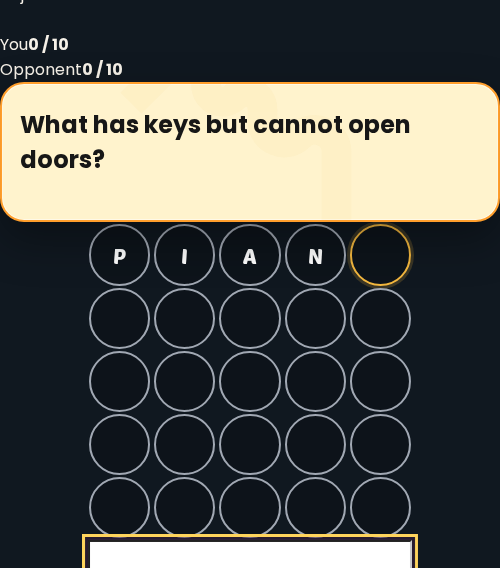 You0 / 10
Opponent0 / 10
What has keys but cannot open
doors?
P I A N